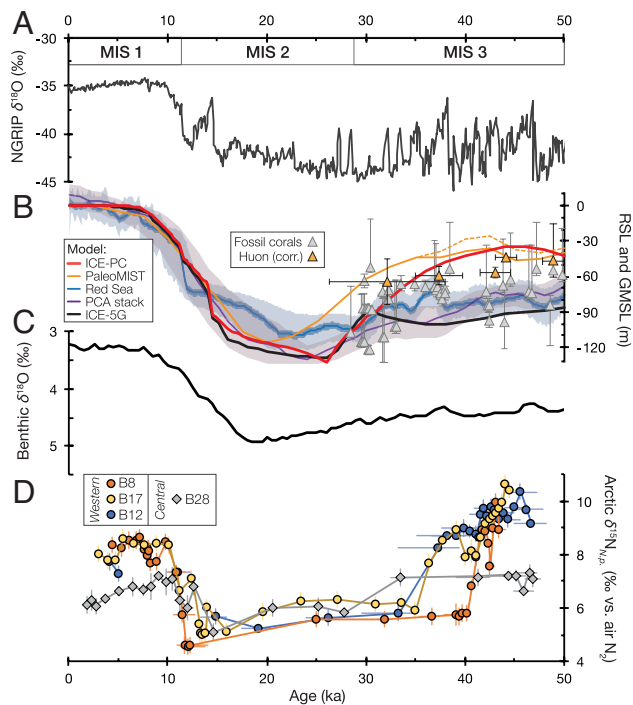 A
0 10 20 30 40 50
MIS 1 MIS 2 MIS 3
NGRIP δ18O (‰)
-30
-35
-40
-45
B
Model:
ICE-PC
PaleoMIST
Red Sea
PCA stack
ICE-5G
Fossil corals
Huon (corr.)
RSL and GMSL (m)
0
-30
-60
-90
-120
C
Benthic δ18O (‰)
3
4
5
D
Western
B8
B17
B12
Central
B28
Arctic δ15N N.p. (‰ vs. air N2)
10
8
6
4
0 10 20 30 40 50
Age (ka)